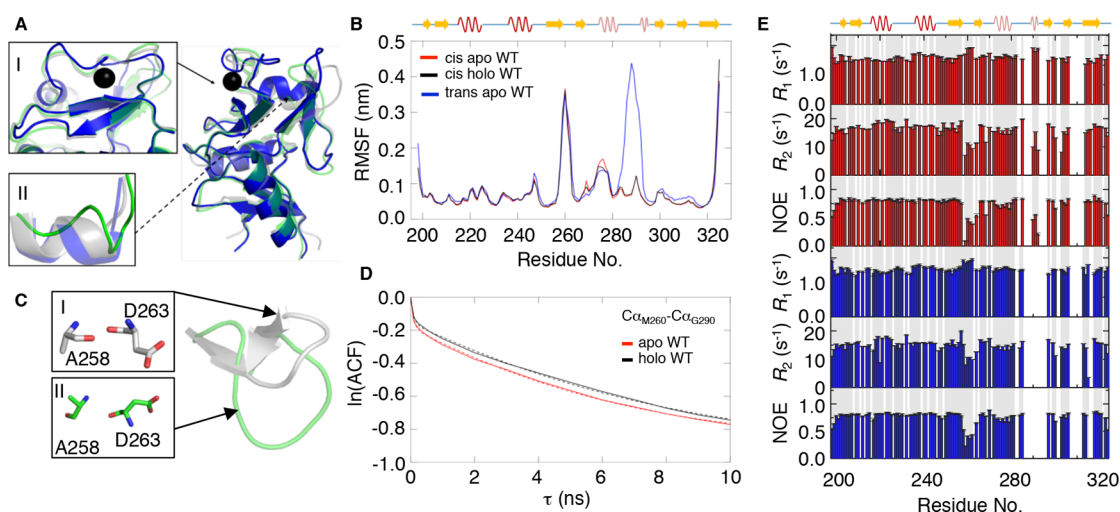 A
I
II
B
RMSF (nm)
0.5
0.4
0.3
0.2
0.1
0.0
cis apo WT
cis holo WT
trans apo WT
200 220 240 260 280 300 320
Residue No.
C
I
D263
A258
II
A258
D263
D
ln(ACF)
0.0
-0.2
-0.4
-0.6
-0.8
-1.0
CαM260-CαG290
apo WT
holo WT
0 2 4 6 8 10
τ (ns)
E
R1 (s-1)
1.0
0.0
R2 (s-1)
20
10
0
NOE
1.0
0.5
0.0
R1 (s-1)
1.0
0.0
R2 (s-1)
20
10
0
NOE
1.0
0.5
0.0
200 240 280 320
Residue No.